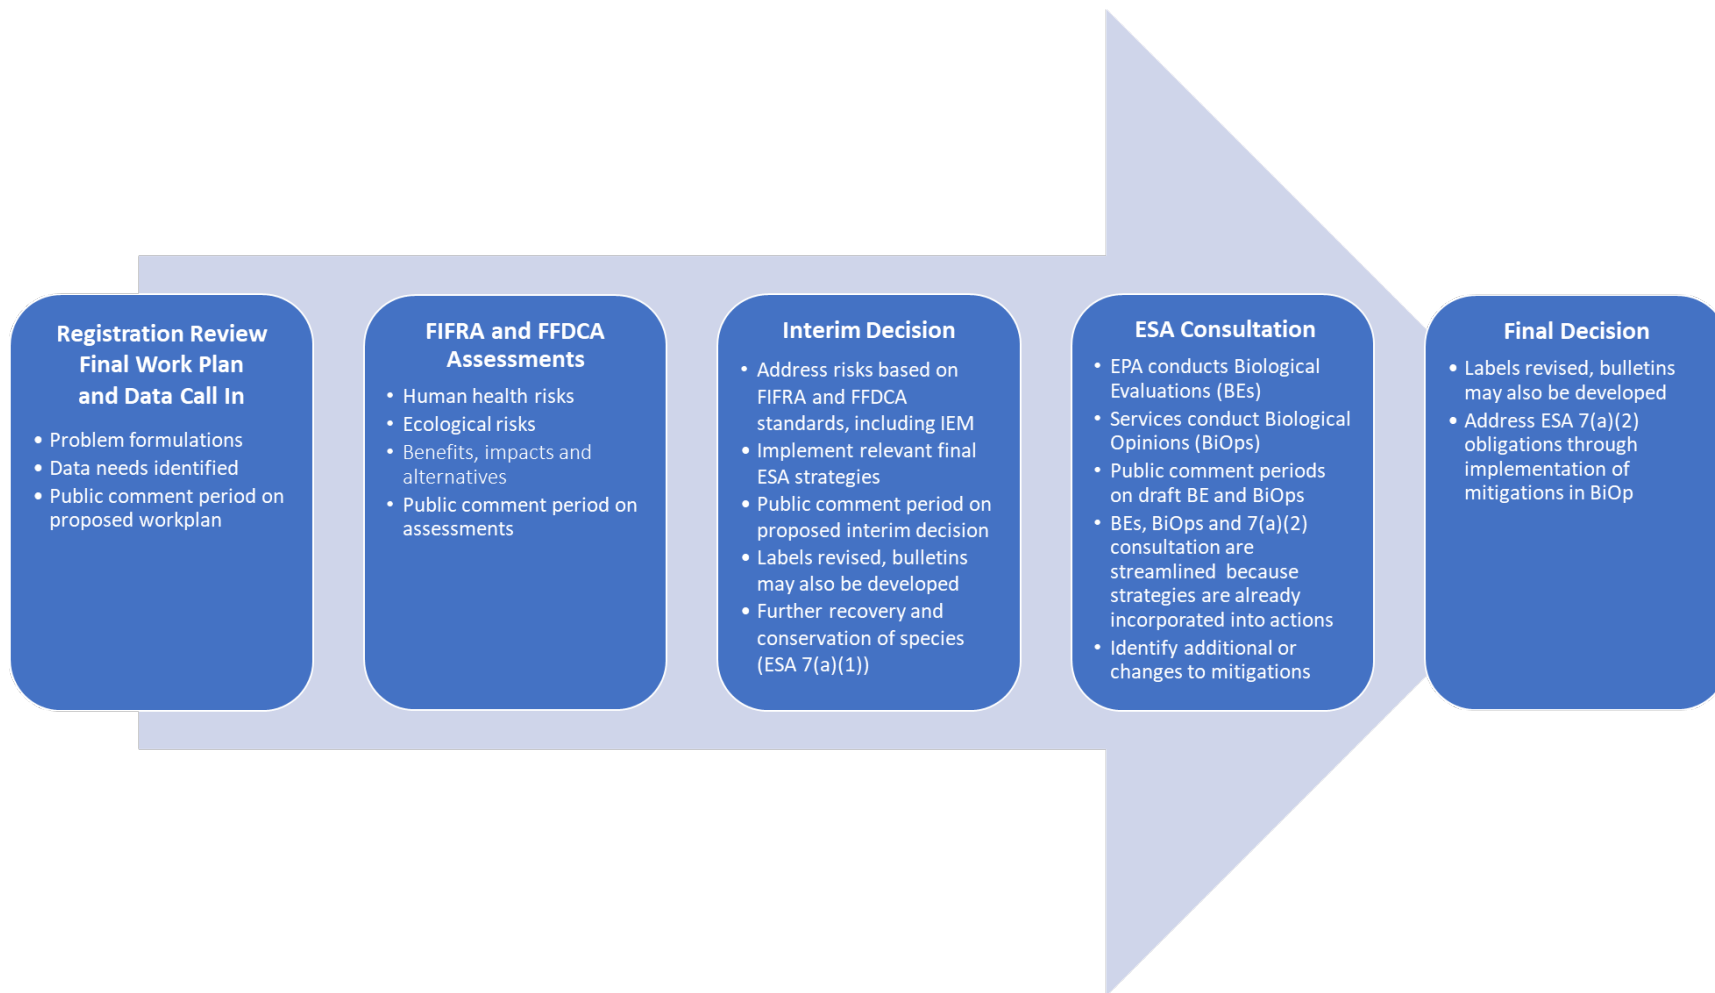 Registration Review
Final Work Plan
and Data Call In
• Problem formulations
• Data needs identified
• Public comment period on
proposed workplan
FIFRA and FFDCA
Assessments
• Human health risks
• Ecological risks
• Benefits, impacts and
alternatives
• Public comment period on
assessments
Interim Decision
• Address risks based on
FIFRA and FFDCA
standards, including IEM
• Implement relevant final
ESA strategies
• Public comment period on
proposed interim decision
• Labels revised, bulletins
may also be developed
• Further recovery and
conservation of species
(ESA 7(a)(1))
ESA Consultation
• EPA conducts Biological
Evaluations (BEs)
• Services conduct Biological
Opinions (BiOps)
• Public comment periods
on draft BE and BiOps
• BEs, BiOps and 7(a)(2)
consultation are
streamlined because
strategies are already
incorporated into actions
• Identify additional or
changes to mitigations
Final Decision
• Labels revised, bulletins
may also be developed
• Address ESA 7(a)(2)
obligations through
implementation of
mitigations in BiOp